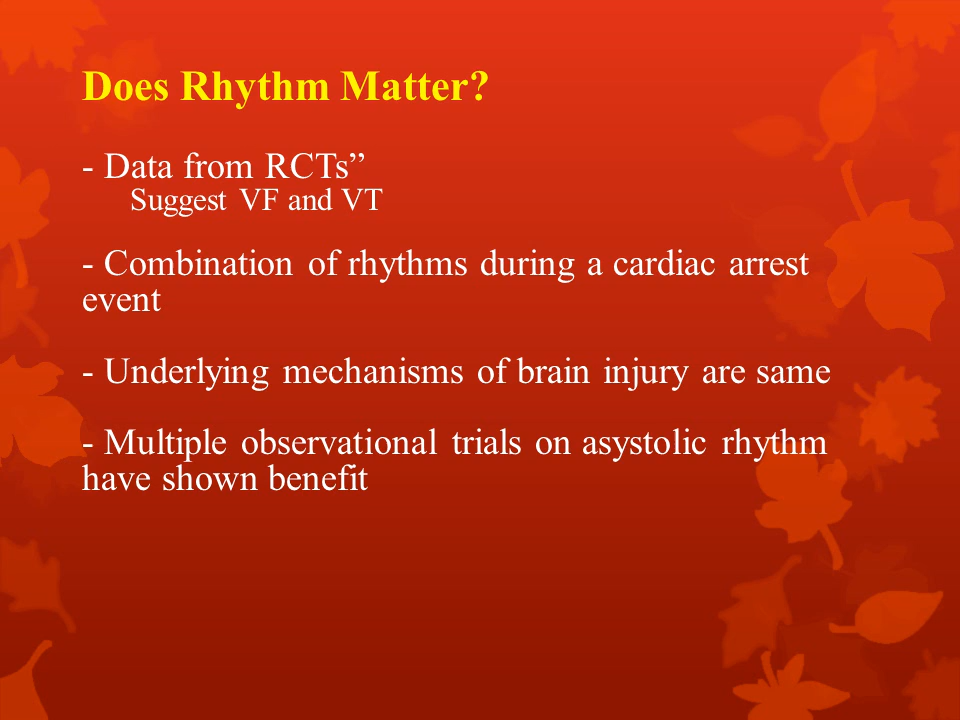 Does Rhythm Matter?
- Data from RCTs”
Suggest VF and VT
- Combination of rhythms during a cardiac arrest
event
- Underlying mechanisms of brain injury are same
- Multiple observational trials on asystolic rhythm
have shown benefit